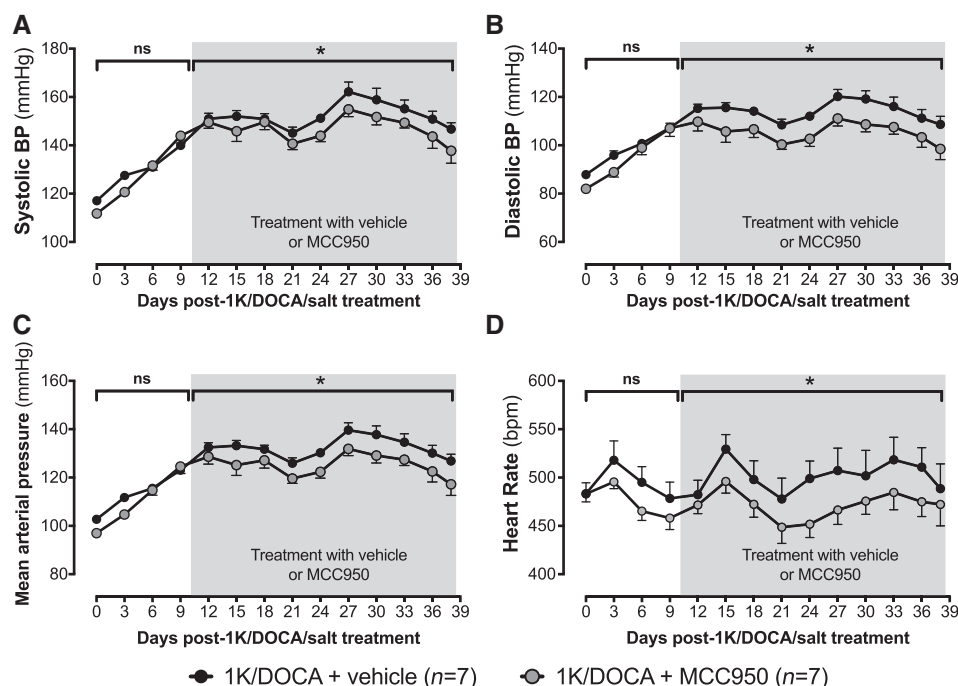 A
Systolic BP (mmHg)
180
160
140
120
100
ns
*
Treatment with vehicle
or MCC950
0 3 6 9 12 15 18 21 24 27 30 33 36 39
Days post-1K/DOCA/salt treatment
B
Diastolic BP (mmHg)
140
120
100
80
60
ns
*
Treatment with vehicle
or MCC950
0 3 6 9 12 15 18 21 24 27 30 33 36 39
Days post-1K/DOCA/salt treatment
C
Mean arterial pressure (mmHg)
160
140
120
100
80
ns
*
Treatment with vehicle
or MCC950
0 3 6 9 12 15 18 21 24 27 30 33 36 39
Days post-1K/DOCA/salt treatment
D
Heart Rate (bpm)
600
550
500
450
400
ns
*
Treatment with vehicle
or MCC950
0 3 6 9 12 15 18 21 24 27 30 33 36 39
Days post-1K/DOCA/salt treatment
1K/DOCA + vehicle (n=7)
1K/DOCA + MCC950 (n=7)